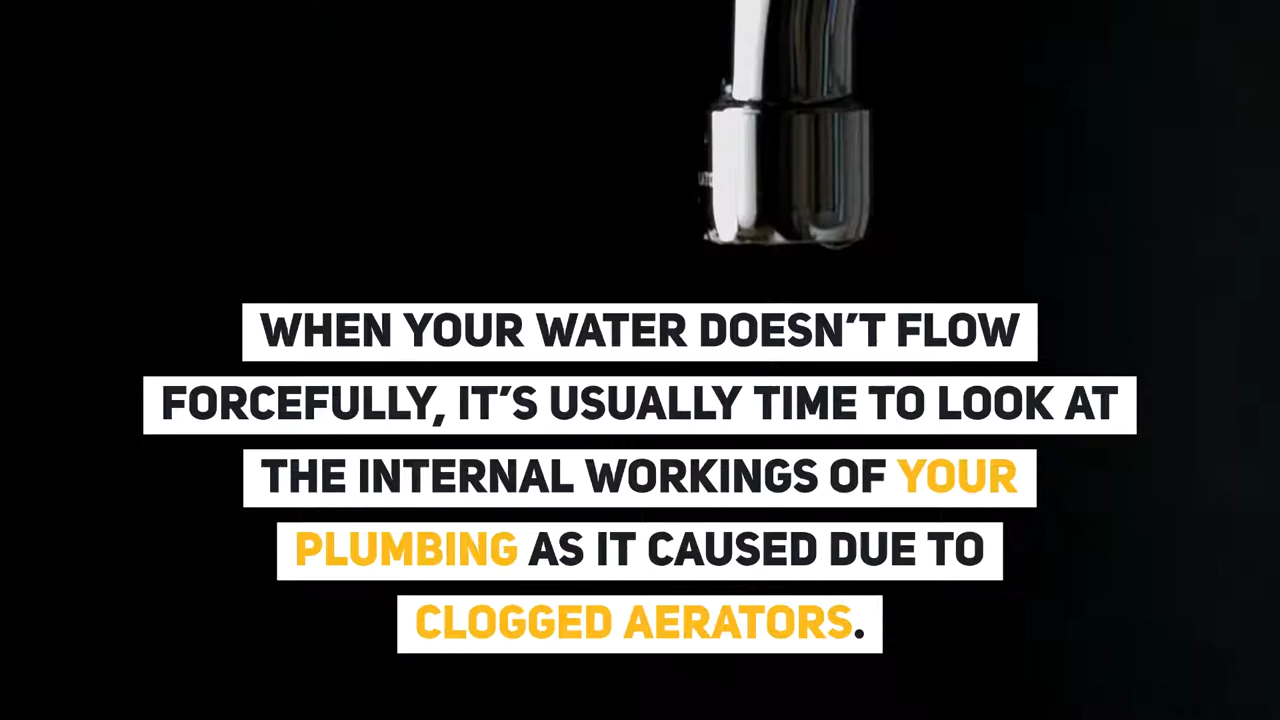 WHEN YOUR WATER DOESN'T FLOW
FORCEFULLY, IT'S USUALLY TIME TO LOOK AT
THE INTERNAL WORKINGS OF YOUR
PLUMBING AS IT CAUSED DUE TO
CLOGGED AERATORS.